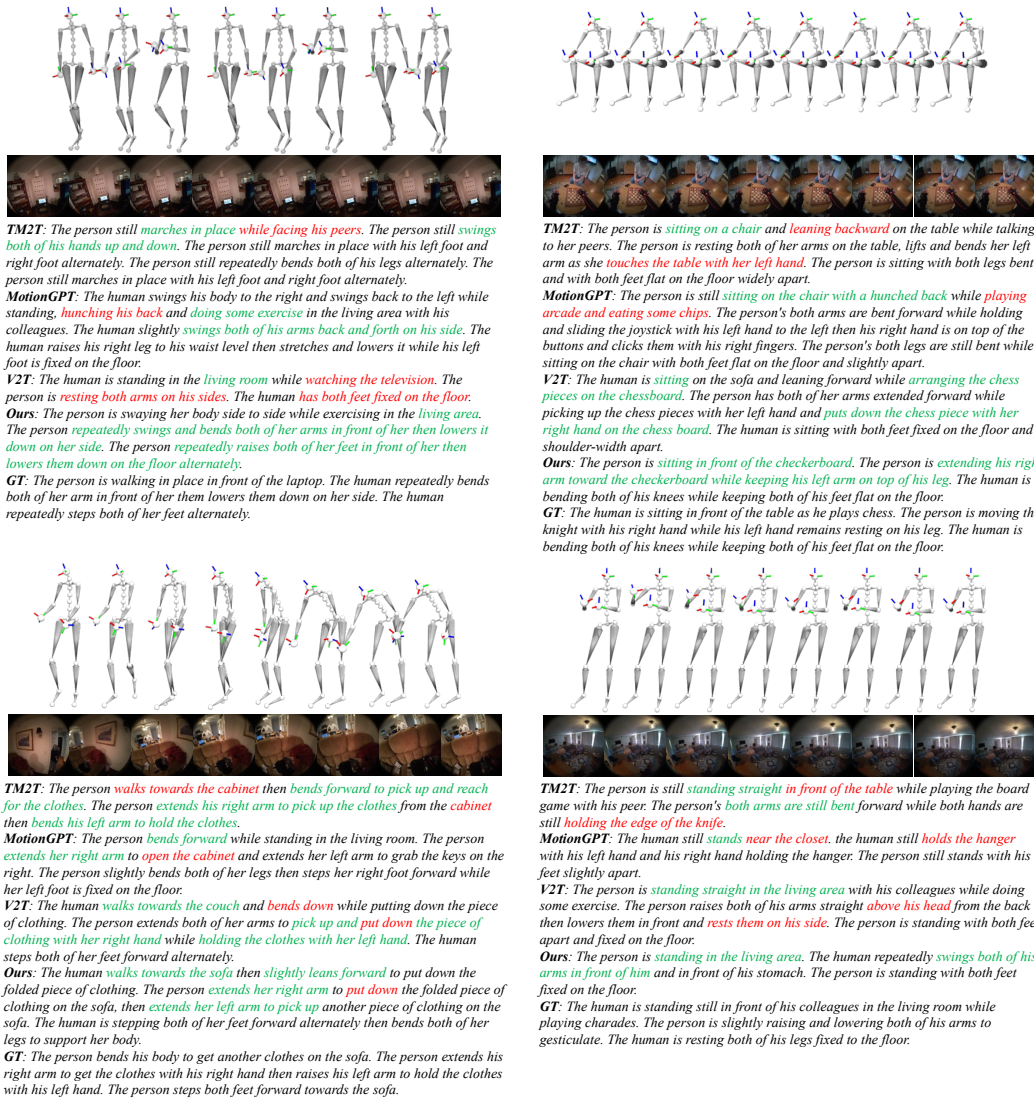 TM2T: The person still marches in place while facing his peers. The person still swings
both of his hands up and down. The person still marches in place with his left foot and
right foot alternately. The person still repeatedly bends both of his legs alternately. The
person still marches in place with his left foot and right foot alternately.
MotionGPT: The human swings his body to the right and swings back to the left while
standing, hunching his back and doing some exercise in the living area with his
colleagues. The human slightly swings both of his arms back and forth on his side. The
human raises his right leg to his waist level then stretches and lowers it while his left
foot is fixed on the floor.
V2T: The human is standing in the living room while watching the television. The
person is resting both arms on his sides. The human has both feet fixed on the floor.
Ours: The person is swaying her body side to side while exercising in the living area.
The person repeatedly swings and bends both of her arms in front of her then lowers it
down on her side. The person repeatedly raises both of her feet in front of her then
lowers them down on the floor alternately.
GT: The person is walking in place in front of the laptop. The human repeatedly bends
both of her arm in front of her them lowers them down on her side. The human
repeatedly steps both of her feet alternately.
TM2T: The person is sitting on a chair and leaning backward on the table while talking
to her peers. The person is resting both of her arms on the table, lifts and bends her left
arm as she touches the table with her left hand. The person is sitting with both legs bent
and with both feet flat on the floor widely apart.
MotionGPT: The person is still sitting on the chair with a hunched back while playing
arcade and eating some chips. The person's both arms are bent forward while holding
and sliding the joystick with his left hand to the left then his right hand is on top of the
buttons and clicks them with his right fingers. The person's both legs are still bent while
sitting on the chair with both feet flat on the floor and slightly apart.
V2T: The human is sitting on the sofa and leaning forward while arranging the chess
pieces on the chessboard. The person has both of her arms extended forward while
picking up the chess pieces with her left hand and puts down the chess piece with her
right hand on the chess board. The human is sitting with both feet fixed on the floor and
shoulder-width apart.
Ours: The person is sitting in front of the checkerboard. The person is extending his righ
arm toward the checkerboard while keeping his left arm on top of his leg. The human is
bending both of his knees while keeping both of his feet flat on the floor.
GT: The human is sitting in front of the table as he plays chess. The person is moving th
knight with his right hand while his left hand remains resting on his leg. The human is
bending both of his knees while keeping both of his feet flat on the floor.
TM2T: The person walks towards the cabinet then bends forward to pick up and reach
for the clothes. The person extends his right arm to pick up the clothes from the cabinet
then bends his left arm to hold the clothes.
MotionGPT: The person bends forward while standing in the living room. The person
extends her right arm to open the cabinet and extends her left arm to grab the keys on the
right. The person slightly bends both of her legs then steps her right foot forward while
her left foot is fixed on the floor.
V2T: The human walks towards the couch and bends down while putting down the piece
of clothing. The person extends both of her arms to pick up and put down the piece of
clothing with her right hand while holding the clothes with her left hand. The human
steps both of her feet forward alternately.
Ours: The human walks towards the sofa then slightly leans forward to put down the
folded piece of clothing. The person extends her right arm to put down the folded piece of
clothing on the sofa, then extends her left arm to pick up another piece of clothing on the
sofa. The human is stepping both of her feet forward alternately then bends both of her
legs to support her body.
GT: The person bends his body to get another clothes on the sofa. The person extends his
right arm to get the clothes with his right hand then raises his left arm to hold the clothes
with his left hand. The person steps both feet forward towards the sofa.
TM2T: The person is still standing straight in front of the table while playing the board
game with his peer. The person's both arms are still bent forward while both hands are
still holding the edge of the knife.
MotionGPT: The human still stands near the closet. the human still holds the hanger
with his left hand and his right hand holding the hanger. The person still stands with his
feet slightly apart.
V2T: The person is standing straight in the living area with his colleagues while doing
some exercise. The person raises both of his arms straight above his head from the back
then lowers them in front and rests them on his side. The person is standing with both fee
apart and fixed on the floor.
Ours: The person is standing in the living area. The human repeatedly swings both of his
arms in front of him and in front of his stomach. The person is standing with both feet
fixed on the floor.
GT: The human is standing still in front of his colleagues in the living room while
playing charades. The person is slightly raising and lowering both of his arms to
gesticulate. The human is resting both of his legs fixed to the floor.